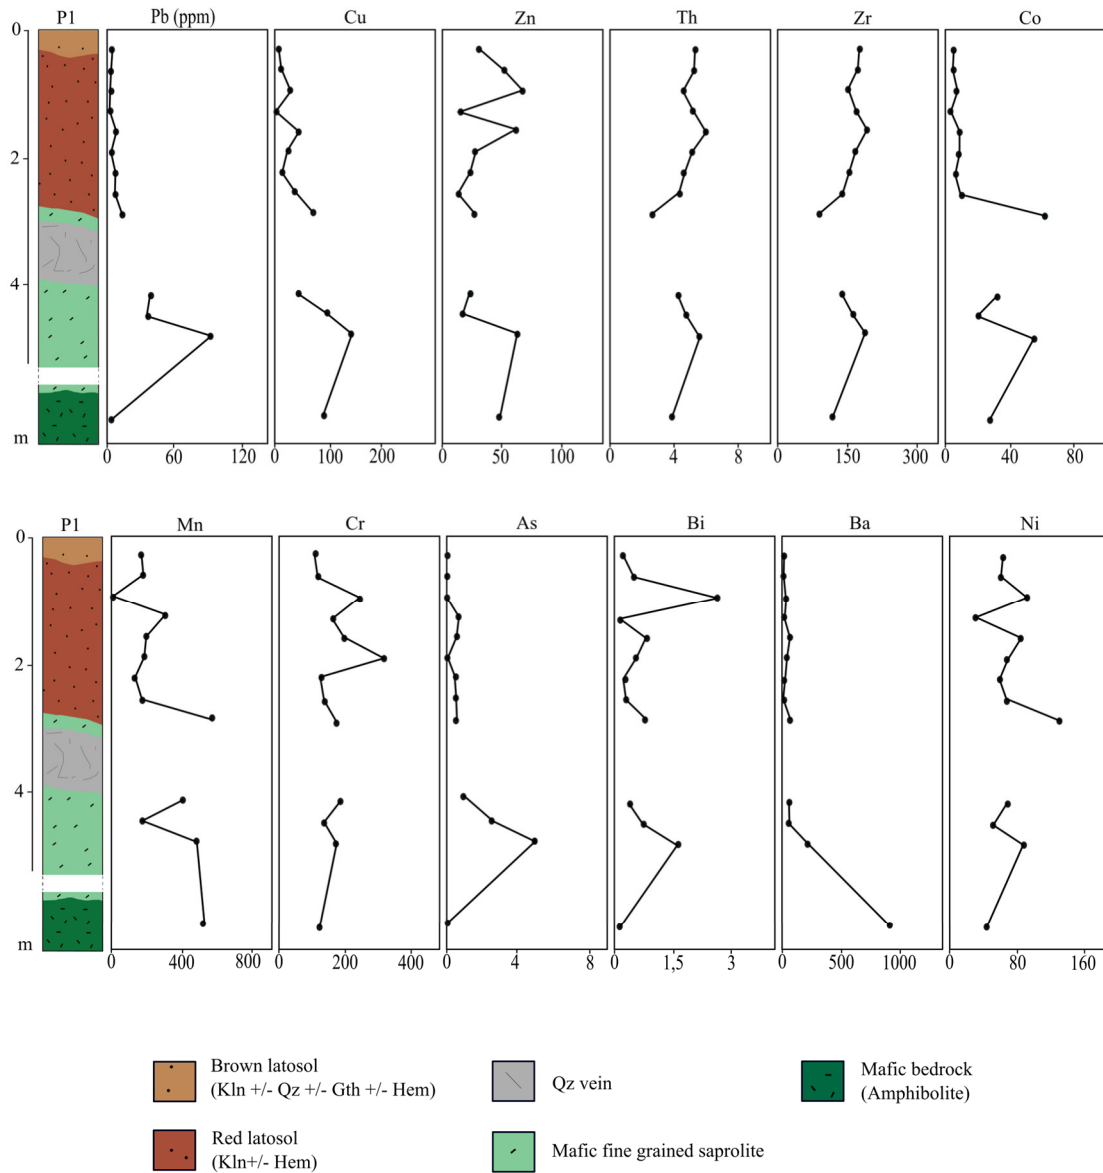 P1 Pb (ppm) Cu Zn Th Zr Co
0
2
4
m
0 60 120 0 100 200 0 50 100 0 4 8 0 150 300 0 40 80
P1 Mn Cr As Bi Ba Ni
0
2
4
m
0 400 800 0 200 400 0 4 8 0 1,5 3 0 500 1000 0 80 160
Brown latosol
(Kln +/- Qz +/- Gth +/- Hem)
Qz vein
Mafic bedrock
(Amphibolite)
Red latosol
(Kln+/- Hem)
Mafic fine grained saprolite